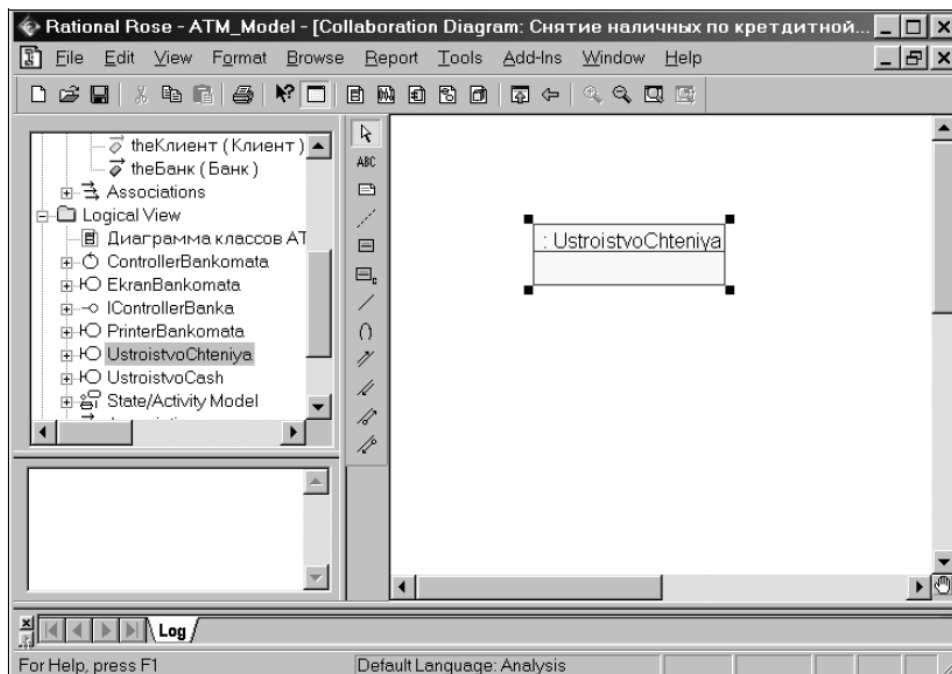 Rational Rose - ATM_Model - [Collaboration Diagram: Снятие наличных по кретдитной...
File Edit View Format Browse Report Tools Add-Ins Window Help
ABC
theКлиент (Клиент)
theБанк (Банк)
Associations
Logical View
Диаграмма классов АТ
ControllerBankomata
EkranBankomata
IControllerBanka
PrinterBankomata
UstroistvoChteniya
UstroistvoCash
State/Activity Model
: UstroistvoChteniya
Log
For Help, press F1
Default Language: Analysis